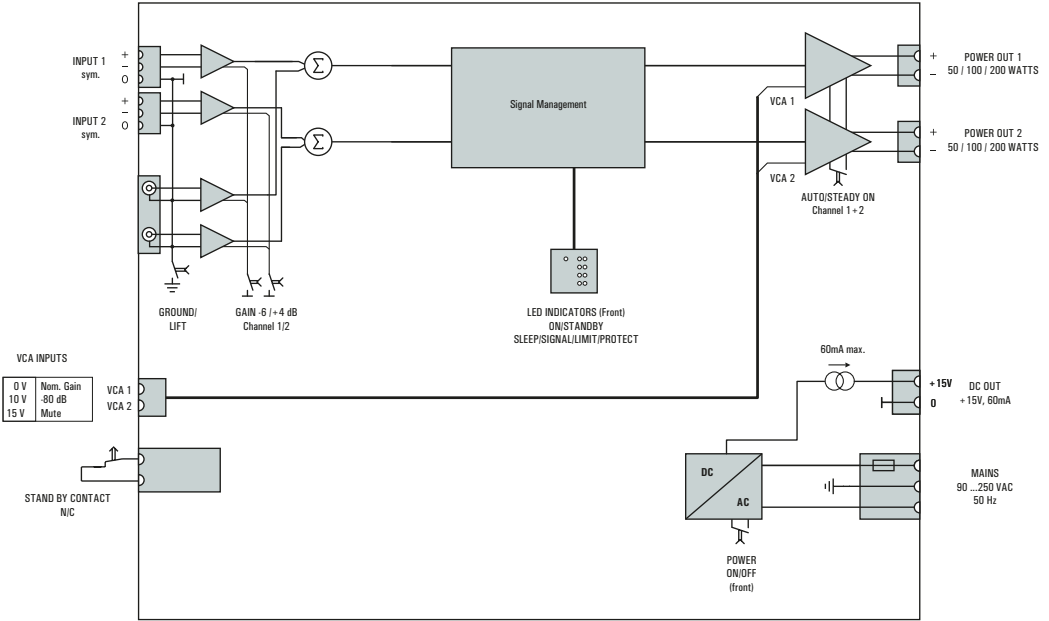 INPUT 1
sym.
+
–
0
INPUT 2
sym.
+
–
0
Σ
Σ
Signal Management
VCA 1
VCA 2
+
–
POWER OUT 1
50 / 100 / 200 WATTS
+
–
POWER OUT 2
50 / 100 / 200 WATTS
AUTO/STEADY ON
Channel 1+2
GROUND/
LIFT
GAIN -6 /+4 dB
Channel 1/2
LED INDICATORS (Front)
ON/STANDBY
SLEEP/SIGNAL/LIMIT/PROTECT
VCA INPUTS
0 V Nom. Gain
10 V -80 dB
15 V Mute
VCA 1
VCA 2
60mA max.
+15V
0
DC OUT
+15V, 60mA
STAND BY CONTACT
N/C
DC
AC
MAINS
90 ...250 VAC
50 Hz
POWER
ON/OFF
(front)